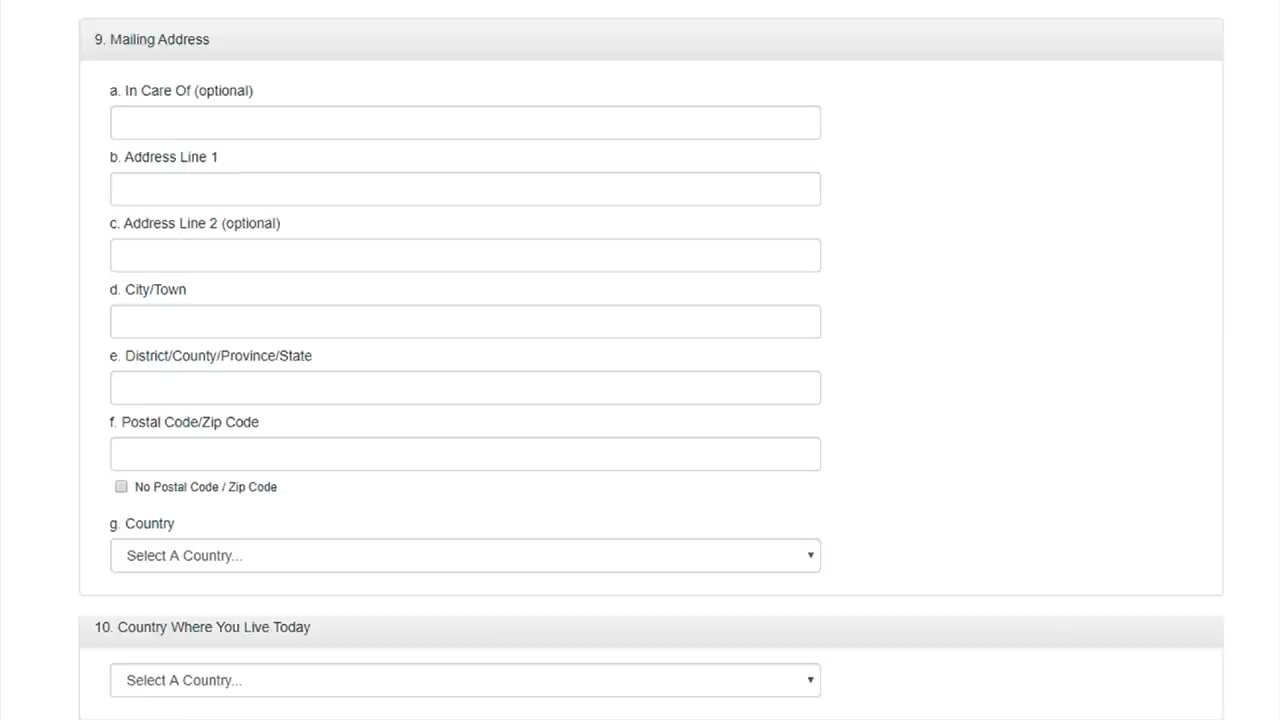 9. Mailing Address
a. In Care Of (optional)
b. Address Line 1
c. Address Line 2 (optional)
d. City/Town
e. District/County/Province/State
f. Postal Code/Zip Code
No Postal Code / Zip Code
g. Country
Select A Country...
10. Country Where You Live Today
Select A Country...